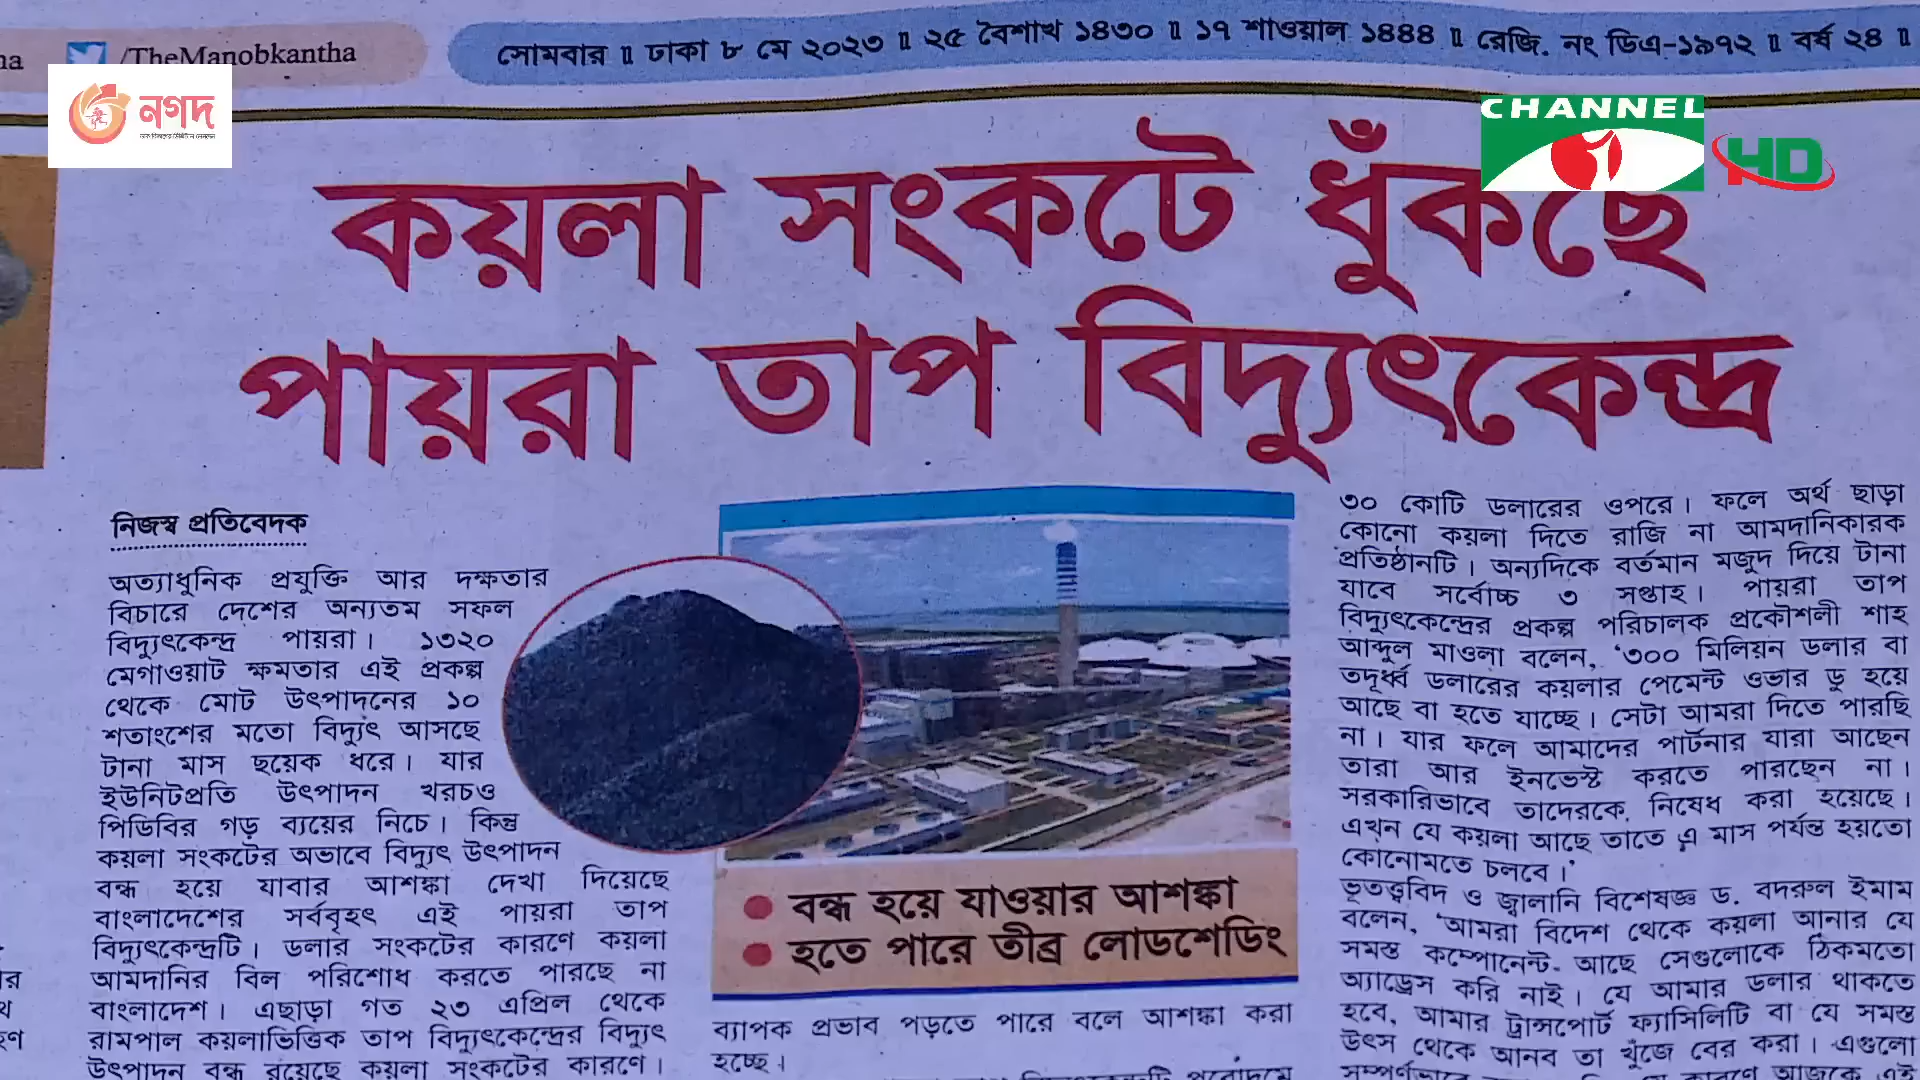 /TheManobkantha
সোমবার ॥ ঢাকা ৮ মে ২০২৩ ॥ ২৫ বৈশাখ ১৪৩০ ॥ ১৭ শাওয়াল ১৪৪৪ ॥ রেজি. নং ডিএ-১৯৭২ ॥ বর্ষ ২৪ ॥
নগদ
CHANNEL
HD
কয়লা সংকটে ধুঁকছে
পায়রা তাপ বিদ্যুৎকেন্দ্র
নিজস্ব প্রতিবেদক
অত্যাধুনিক প্রযুক্তি আর দক্ষতার
বিচারে দেশের অন্যতম সফল
বিদ্যুৎকেন্দ্র পায়রা। ১৩২০
মেগাওয়াট ক্ষমতার এই প্রকল্প
থেকে মোট উৎপাদনের ১০
শতাংশের মতো বিদ্যুৎ আসছে
টানা মাস ছয়েক ধরে। যার
ইউনিটপ্রতি উৎপাদন খরচও
পিডিবির গড় ব্যয়ের নিচে। কিন্তু
কয়লা সংকটের অভাবে বিদ্যুৎ উৎপাদন
বন্ধ হয়ে যাবার আশঙ্কা দেখা দিয়েছে
বাংলাদেশের সর্ববৃহৎ এই পায়রা তাপ
বিদ্যুৎকেন্দ্রটি। ডলার সংকটের কারণে কয়লা
আমদানির বিল পরিশোধ করতে পারছে না
বাংলাদেশ। এছাড়া গত ২৩ এপ্রিল থেকে
রামপাল কয়লাভিত্তিক তাপ বিদ্যুৎকেন্দ্রের বিদ্যুৎ
উৎপাদন বন্ধ রয়েছে কয়লা সংকটের কারণে।
বন্ধ হয়ে যাওয়ার আশঙ্কা
হতে পারে তীব্র লোডশেডিং
ব্যাপক প্রভাব পড়তে পারে বলে আশঙ্কা করা
হচ্ছে।
৩০ কোটি ডলারের ওপরে। ফলে অর্থ ছাড়া
কোনো কয়লা দিতে রাজি না আমদানিকারক
প্রতিষ্ঠানটি। অন্যদিকে বর্তমান মজুদ দিয়ে টানা
যাবে সর্বোচ্চ ৩ সপ্তাহ। পায়রা তাপ
বিদ্যুৎকেন্দ্রের প্রকল্প পরিচালক প্রকৌশলী শাহ
আব্দুল মাওলা বলেন, ‘৩০০ মিলিয়ন ডলার বা
তদূর্ধ্ব ডলারের কয়লার পেমেন্ট ওভার ডু হয়ে
আছে বা হতে যাচ্ছে। সেটা আমরা দিতে পারছি
না। যার ফলে আমাদের পার্টনার যারা আছেন
তারা আর ইনভেস্ট করতে পারছেন না।
সরকারিভাবে তাদেরকে নিষেধ করা হয়েছে।
এখন যে কয়লা আছে তাতে এ মাস পর্যন্ত হয়তো
কোনোমতে চলবে।’
ভূতত্ত্ববিদ ও জ্বালানি বিশেষজ্ঞ ড. বদরুল ইমাম
বলেন, ‘আমরা বিদেশ থেকে কয়লা আনার যে
সমস্ত কম্পোনেন্ট আছে সেগুলোকে ঠিকমতো
অ্যাড্রেস করি নাই। যে আমার ডলার থাকতে
হবে, আমার ট্রান্সপোর্ট ফ্যাসিলিটি বা যে সমস্ত
উৎস থেকে আনব তা খুঁজে বের করা। এগুলো